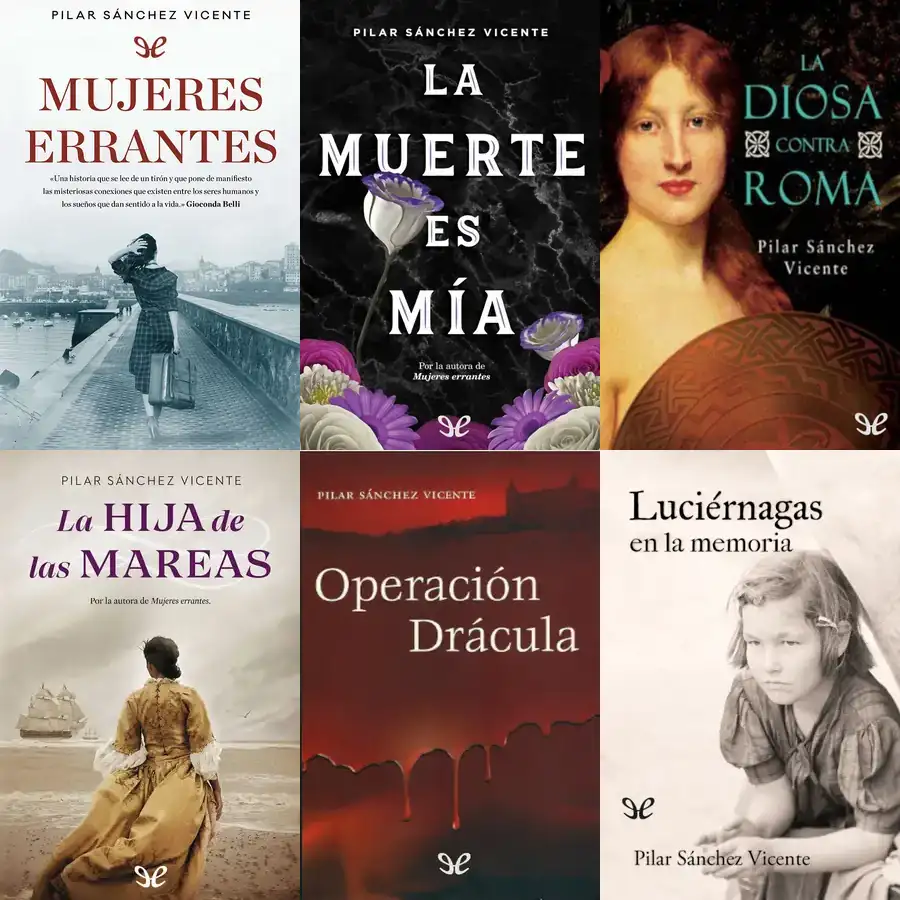 PILAR SÁNCHEZ VICENTE
MUJERES
ERRANTES
«Una historia que se lee de un tirón y que pone de manifiesto
las misteriosas conexiones que existen entre los seres humanos y
los sueños que dan sentido a la vida.» Gioconda Belli
PILAR SÁNCHEZ VICENTE
LA
MUERTE
ES
MÍA
Por la autora de
Mujeres errantes
LA
DIOSA
CONTRA
ROMA
Pilar Sánchez
Vicente
PILAR SÁNCHEZ VICENTE
La HIJA de
las MAREAS
Por la autora de Mujeres errantes.
PILAR SÁNCHEZ VICENTE
Operación
Drácula
Luciérnagas
en la memoria
Pilar Sánchez Vicente